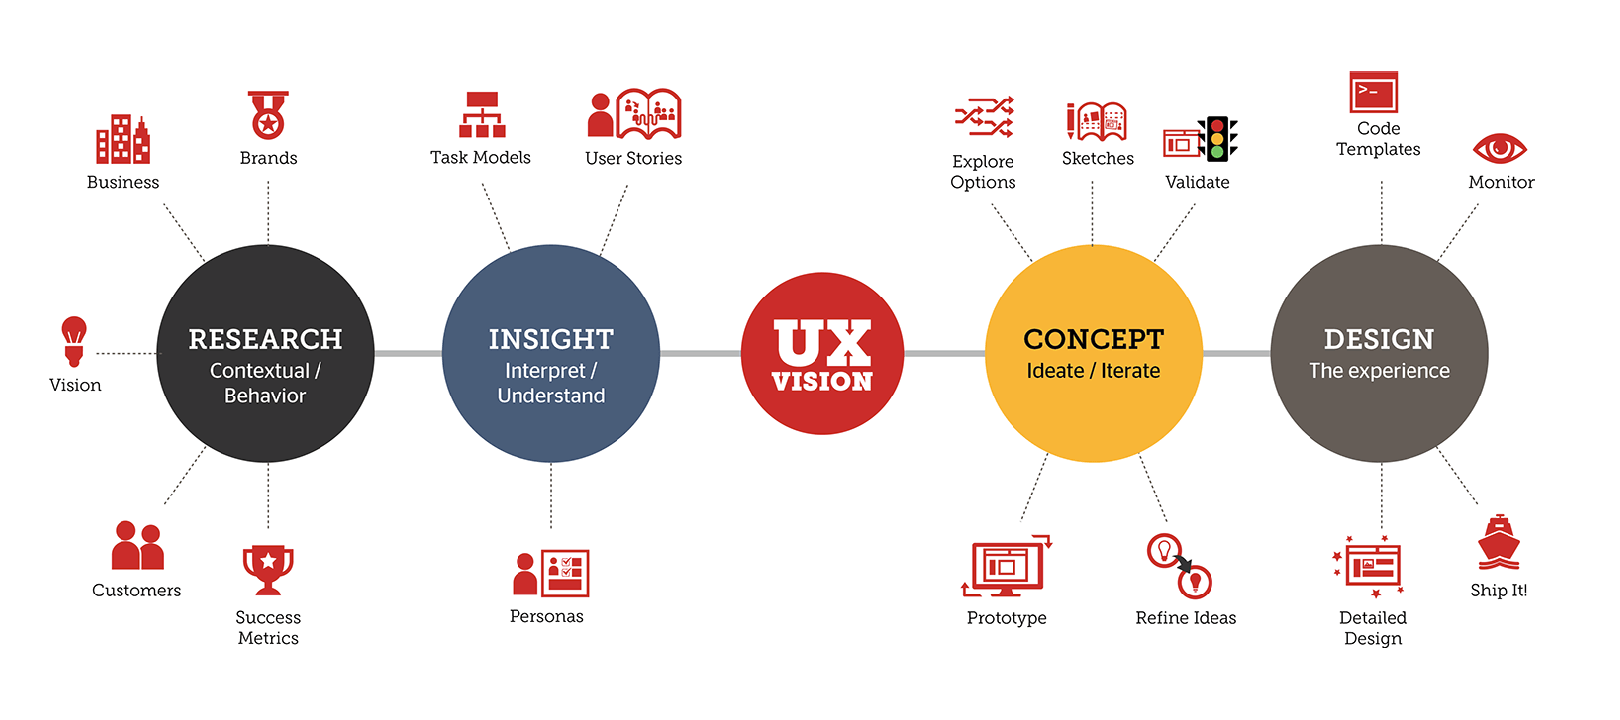 Business
Brands
Vision
RESEARCH
Contextual /
Behavior
Customers
Success
Metrics
Task Models
User Stories
INSIGHT
Interpret /
Understand
Personas
UX
VISION
Explore
Options
Sketches
Validate
CONCEPT
Ideate / Iterate
Prototype
Refine Ideas
>_
Code
Templates
Monitor
DESIGN
The experience
Detailed
Design
Ship It!